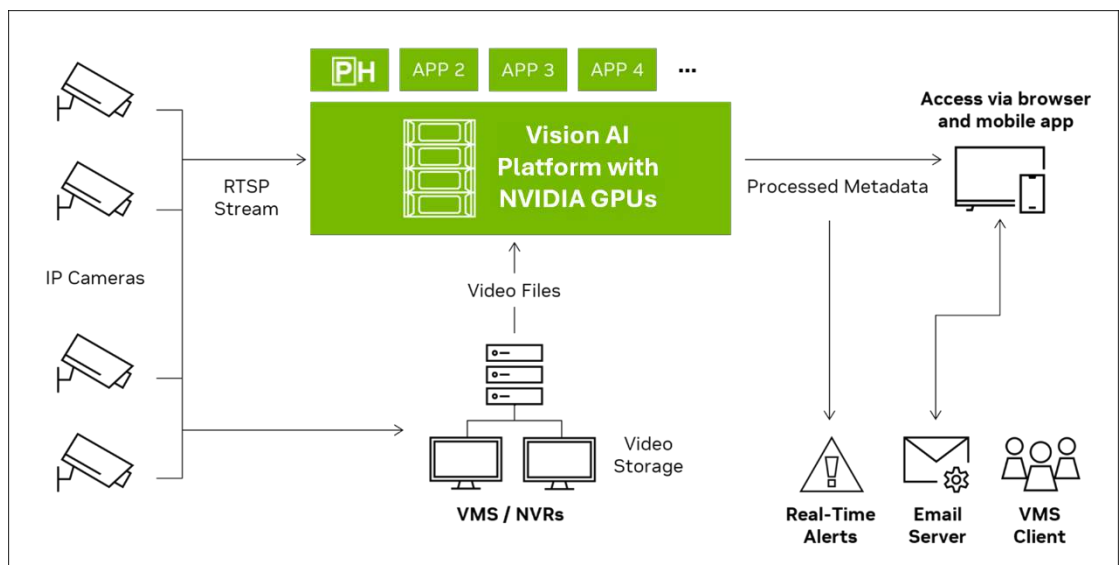 PH
APP 2
APP 3
APP 4
...
Vision AI
Platform with
NVIDIA GPUs
Access via browser
and mobile app
RTSP
Stream
Processed Metadata
IP Cameras
Video Files
Video
Storage
VMS / NVRs
Real-Time
Alerts
Email
Server
VMS
Client